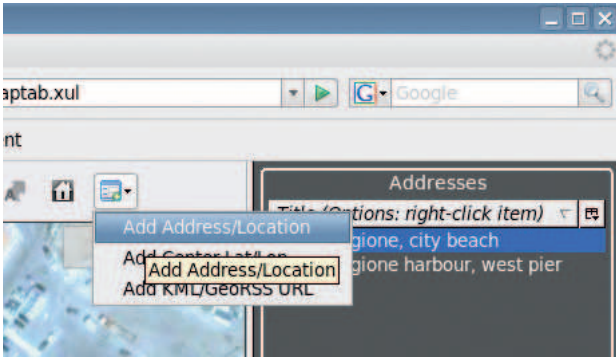 aptab.xul
G Google
nt
A
Addresses
Title (Options: right-click item)
Add Address/Location
gione, city beach
Add Center Lat/Lon
Add Address/Location
gione harbour, west pier
Add KML/GeoRSS URL